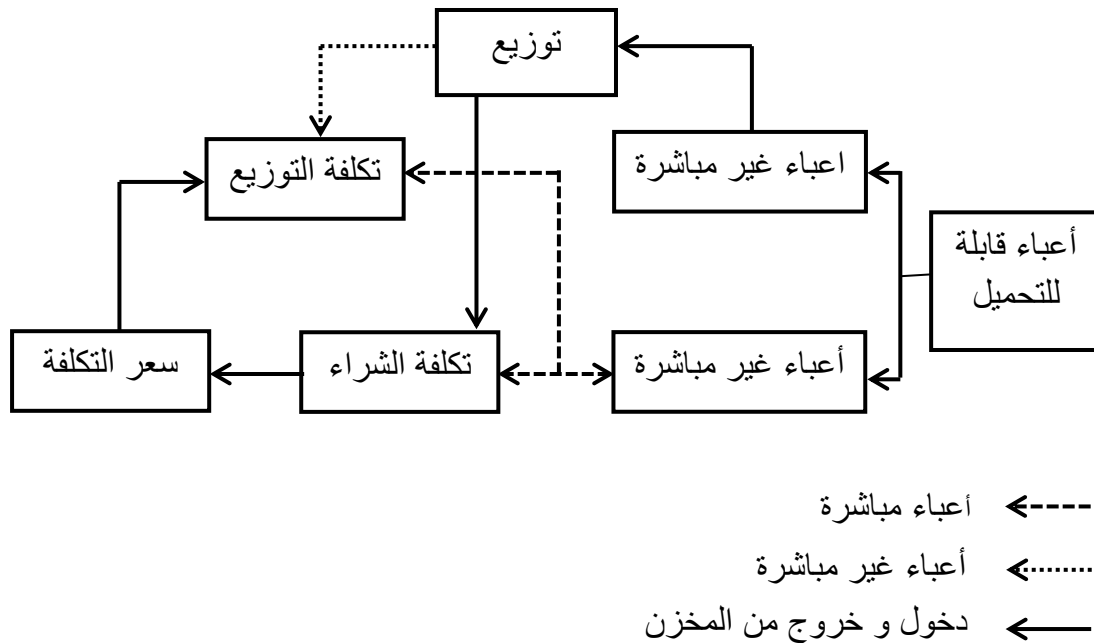 توزيع
اعباء غير مباشرة
تكلفة التوزيع
أعباء قابلة
للتحميل
أعباء غير مباشرة
تكلفة الشراء
سعر التكلفة
أعباء مباشرة
أعباء غير مباشرة
دخول و خروج من المخزن